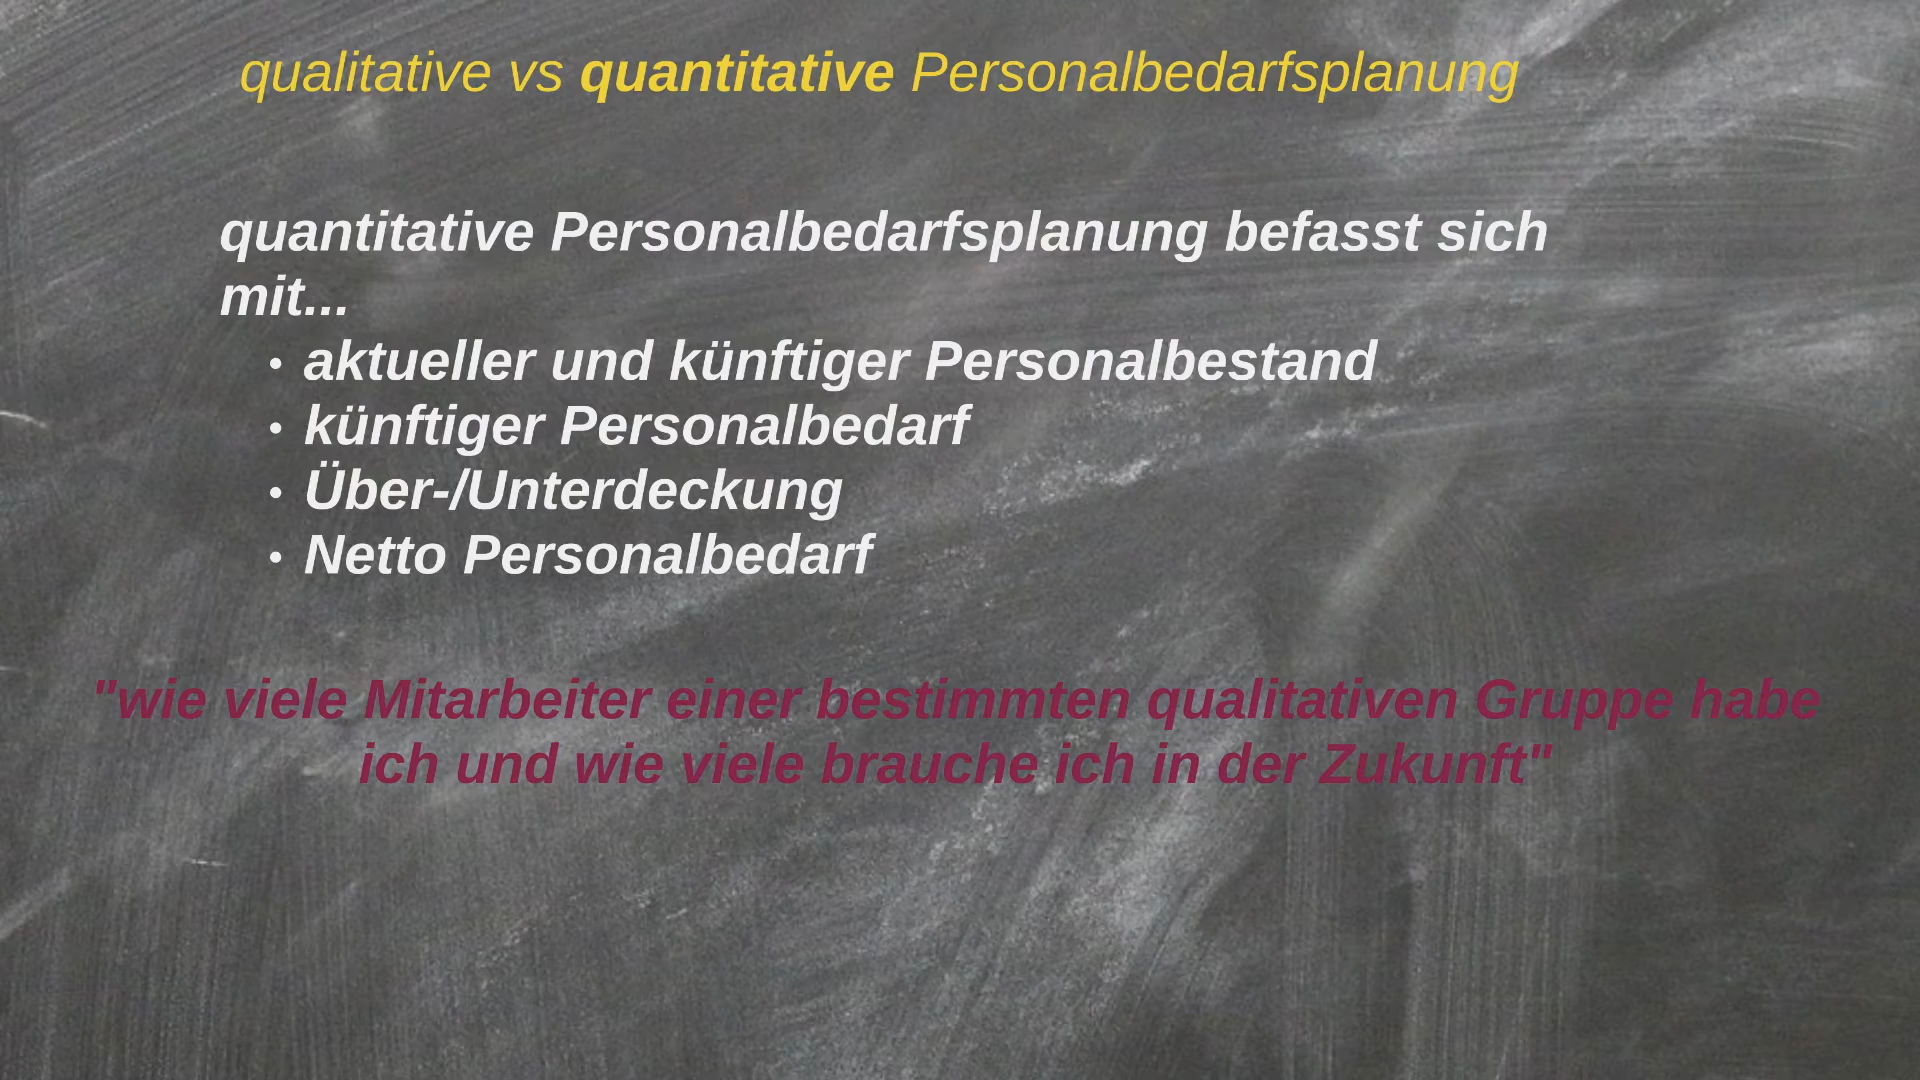 qualitative vs quantitative Personalbedarfsplanung
quantitative Personalbedarfsplanung befasst sich
mit...
• aktueller und künftiger Personalbestand
• künftiger Personalbedarf
• Über-/Unterdeckung
• Netto Personalbedarf
"wie viele Mitarbeiter einer bestimmten qualitativen Gruppe habe
ich und wie viele brauche ich in der Zukunft"